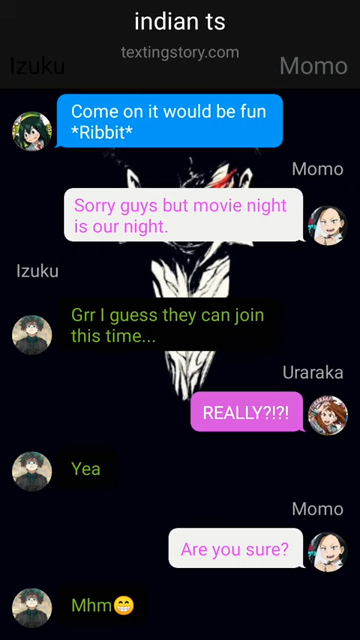 indian ts
textingstory.com
Izuku
Momo
Come on it would be fun
*Ribbit*
Momo
Sorry guys but movie night
is our night.
Izuku
Grr I guess they can join
this time...
Uraraka
REALLY?!?!
Yea
Momo
Are you sure?
Mhm😁